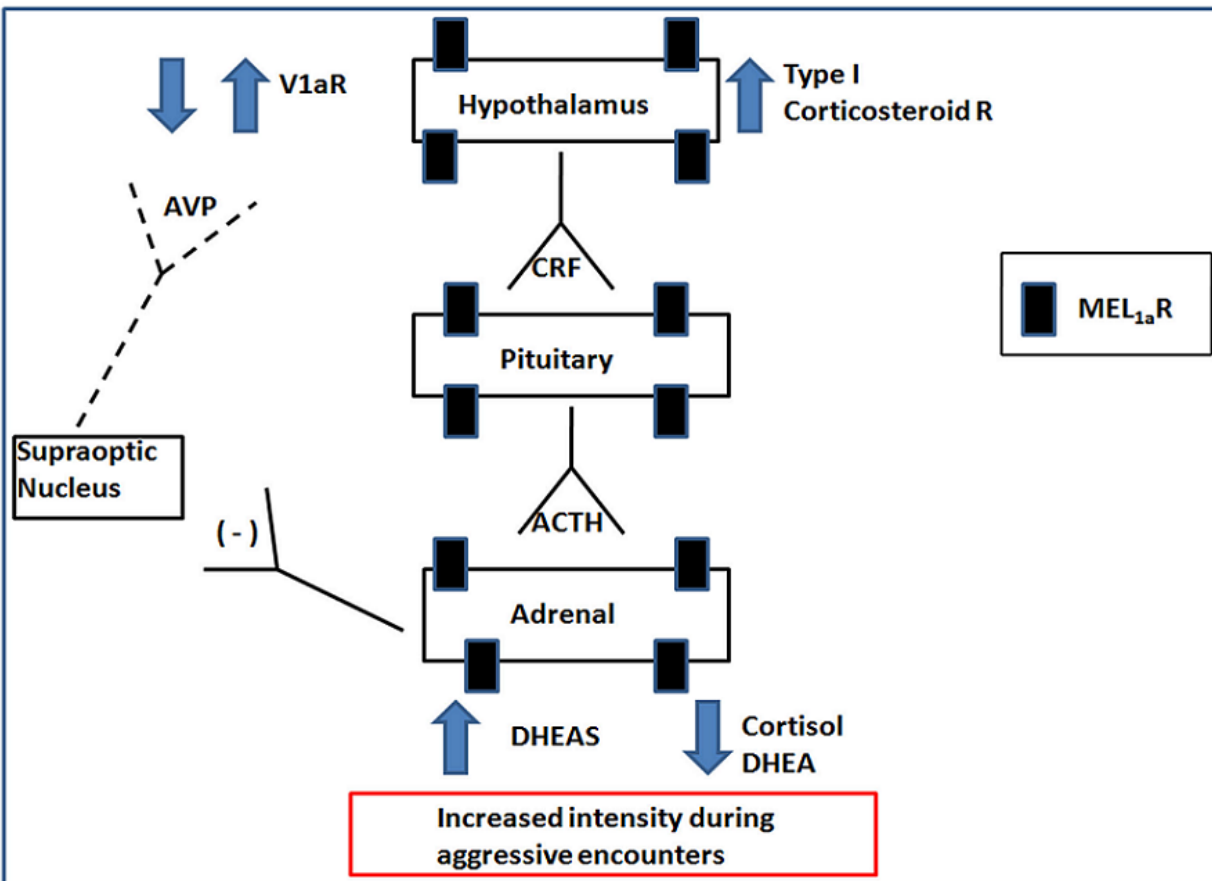 V1aR
Hypothalamus
Type I
Corticosteroid R
AVP
CRF
MEL1aR
Pituitary
Supraoptic
Nucleus
( - )
ACTH
Adrenal
DHEAS
Cortisol
DHEA
Increased intensity during
aggressive encounters